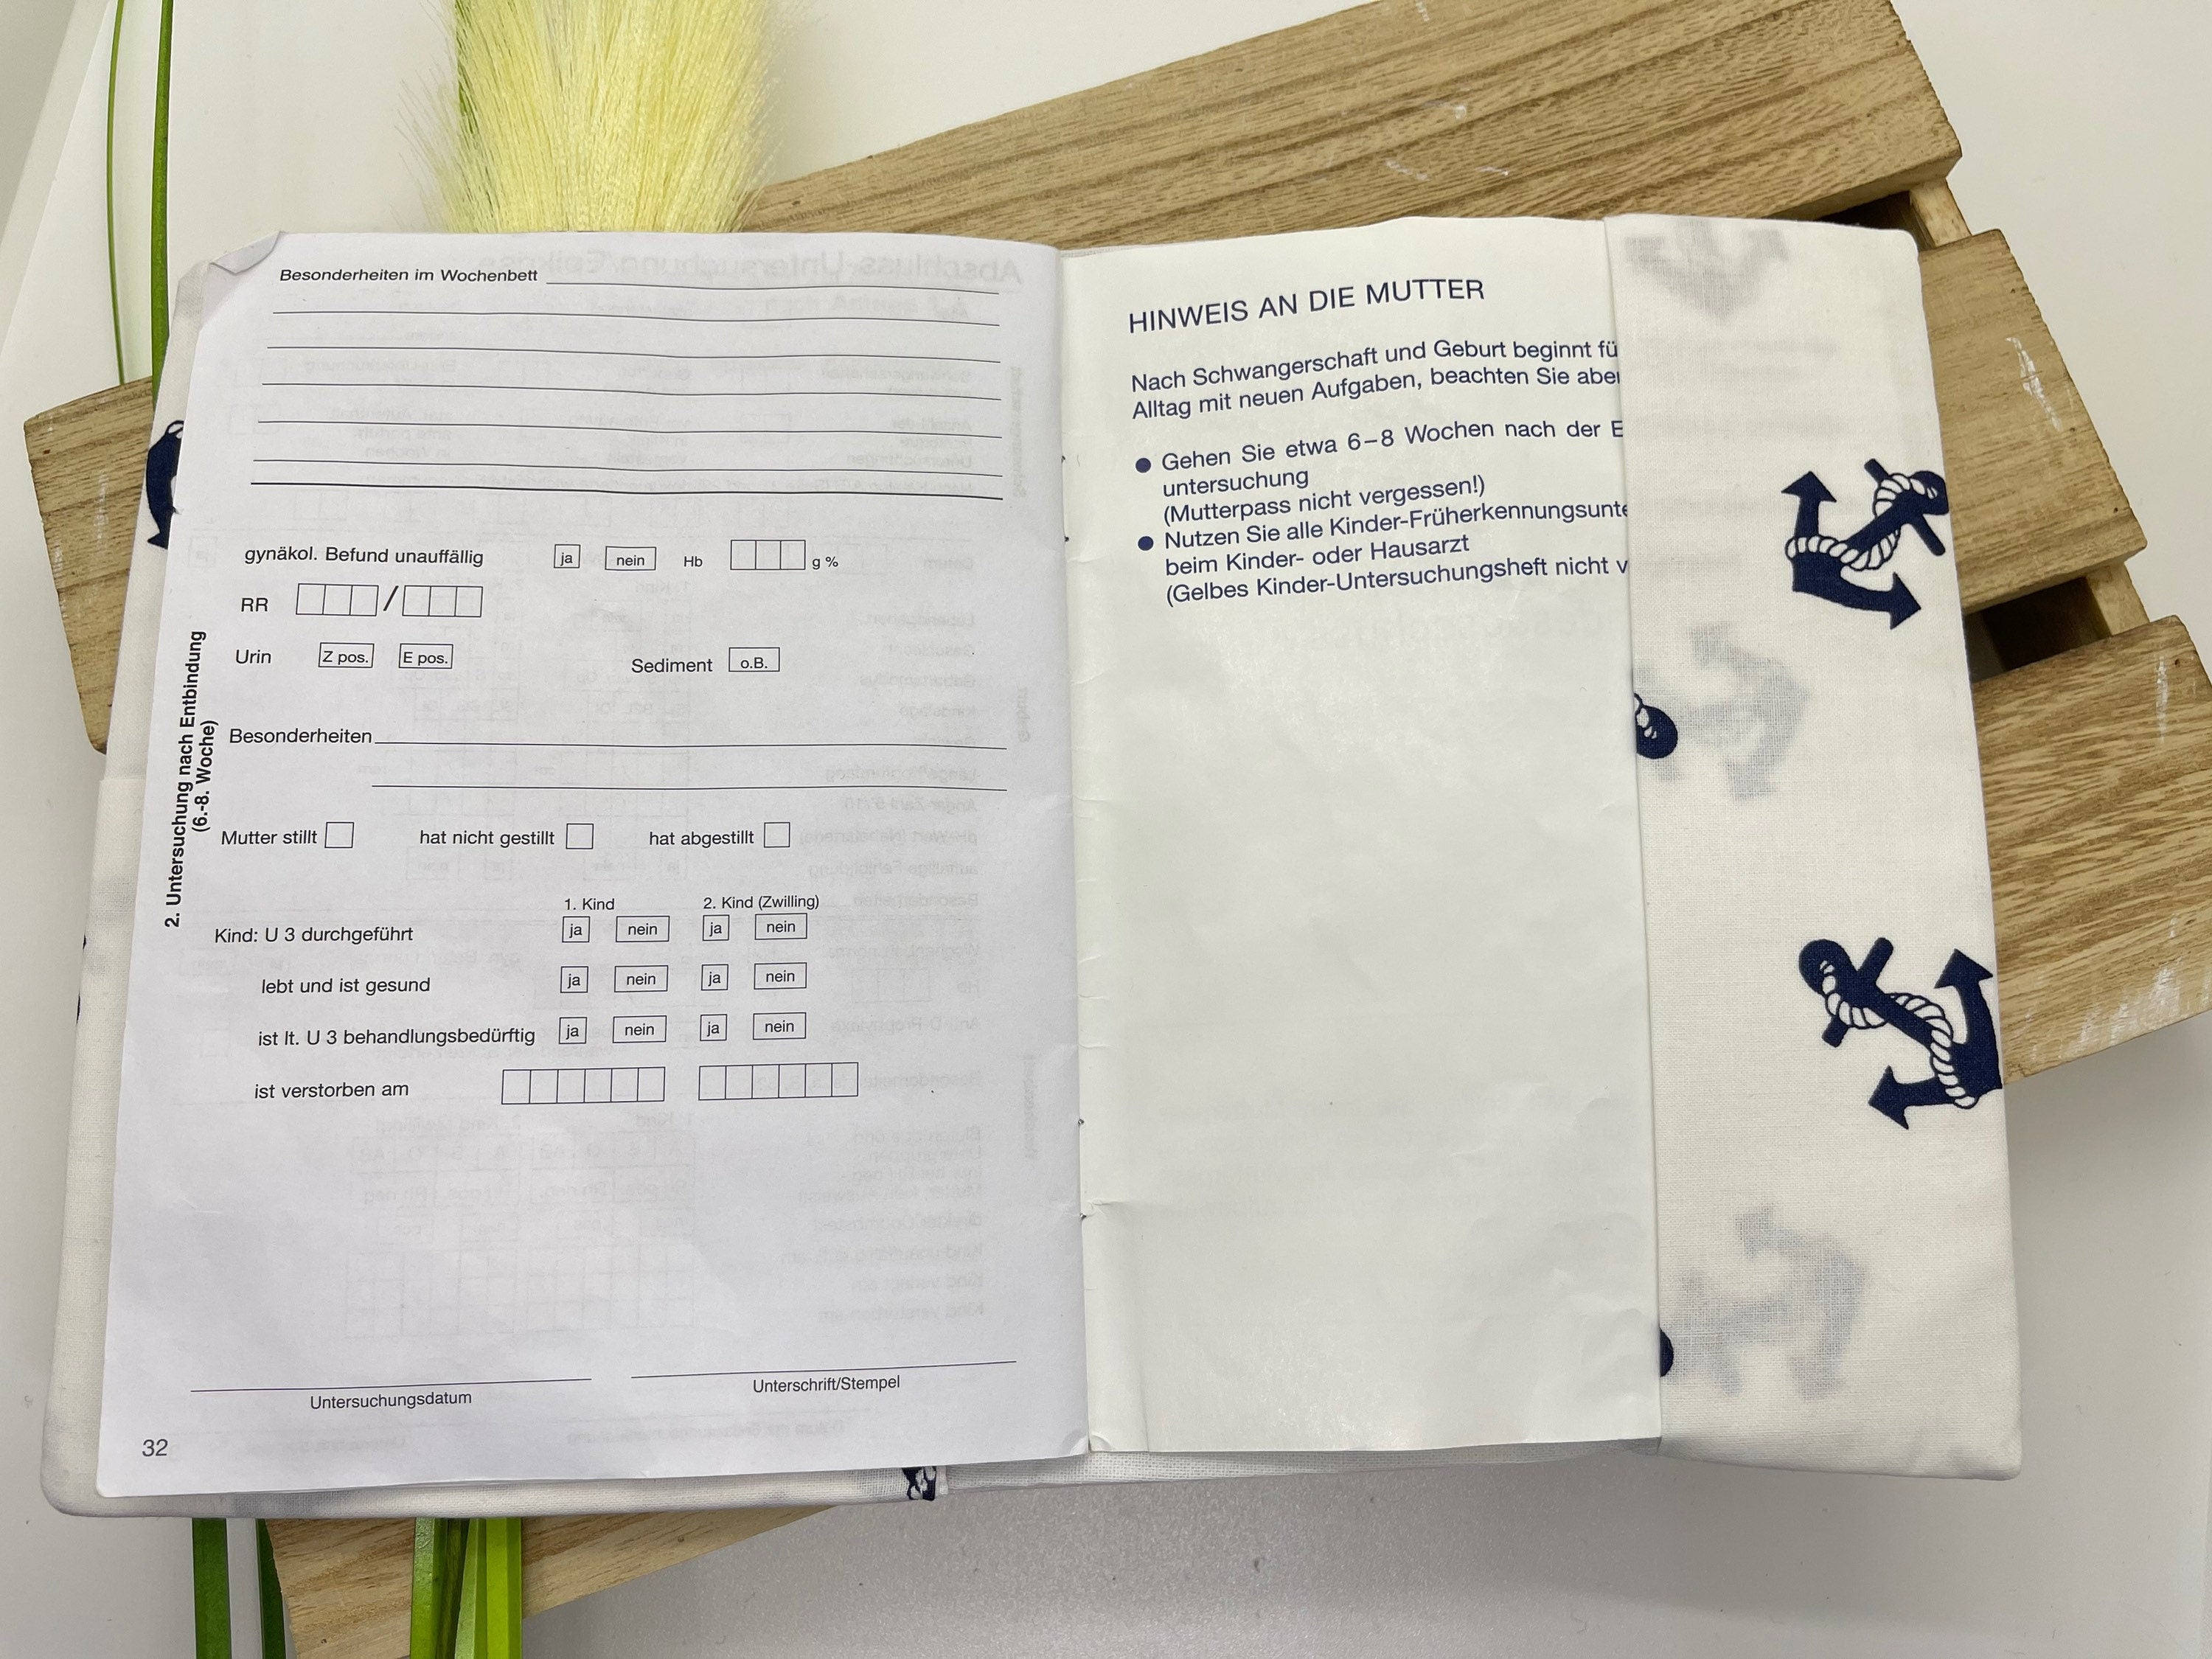 Besonderheiten im Wochenbett
gynäkol. Befund unauffällig ja nein Hb g %
RR /
Urin Z pos. E pos. Sediment o.B.
Besonderheiten
Mutter stillt hat nicht gestillt hat abgestillt
1. Kind 2. Kind (Zwilling)
Kind: U 3 durchgeführt ja nein ja nein
lebt und ist gesund ja nein ja nein
ist lt. U 3 behandlungsbedürftig ja nein ja nein
ist verstorben am
Untersuchungsdatum Unterschrift/Stempel
32
2. Untersuchung nach Entbindung
(6.-8. Woche)
HINWEIS AN DIE MUTTER
Nach Schwangerschaft und Geburt beginnt fü
Alltag mit neuen Aufgaben, beachten Sie aber
● Gehen Sie etwa 6–8 Wochen nach der E
untersuchung
(Mutterpass nicht vergessen!)
● Nutzen Sie alle Kinder-Früherkennungsunte
beim Kinder- oder Hausarzt
(Gelbes Kinder-Untersuchungsheft nicht v